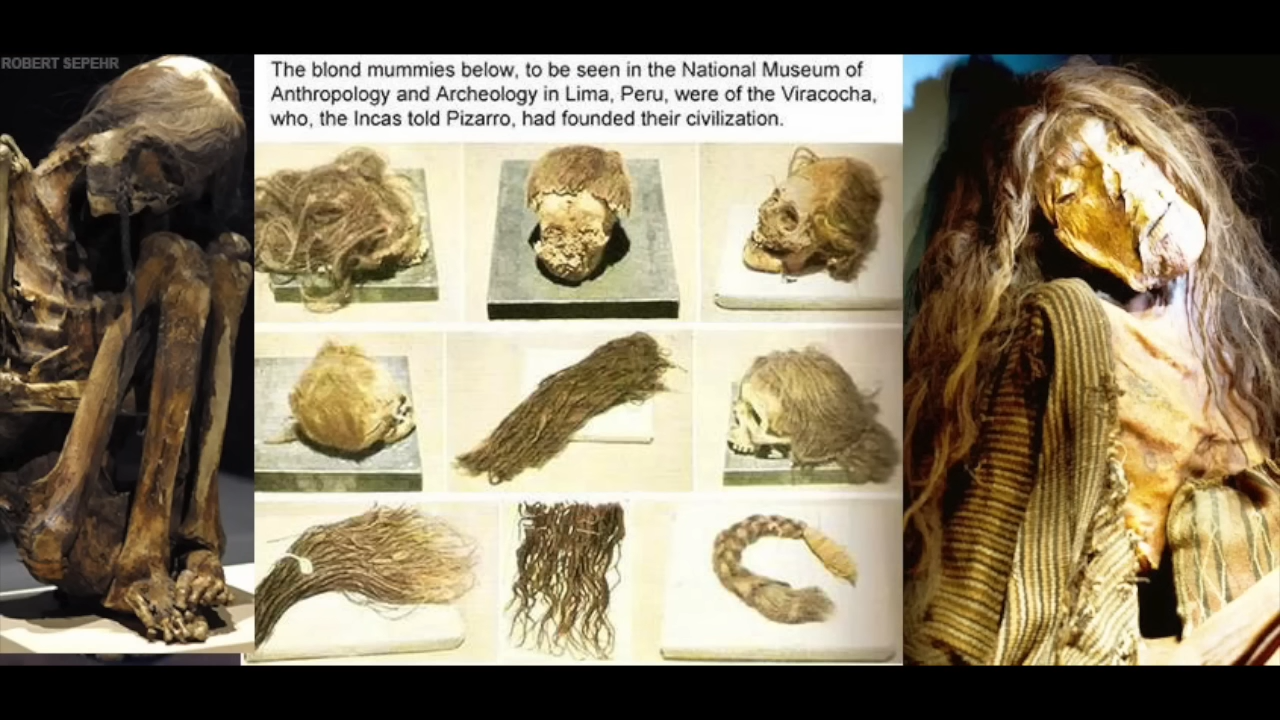 ROBERT SEPEHR
The blond mummies below, to be seen in the National Museum of
Anthropology and Archeology in Lima, Peru, were of the Viracocha,
who, the Incas told Pizarro, had founded their civilization.